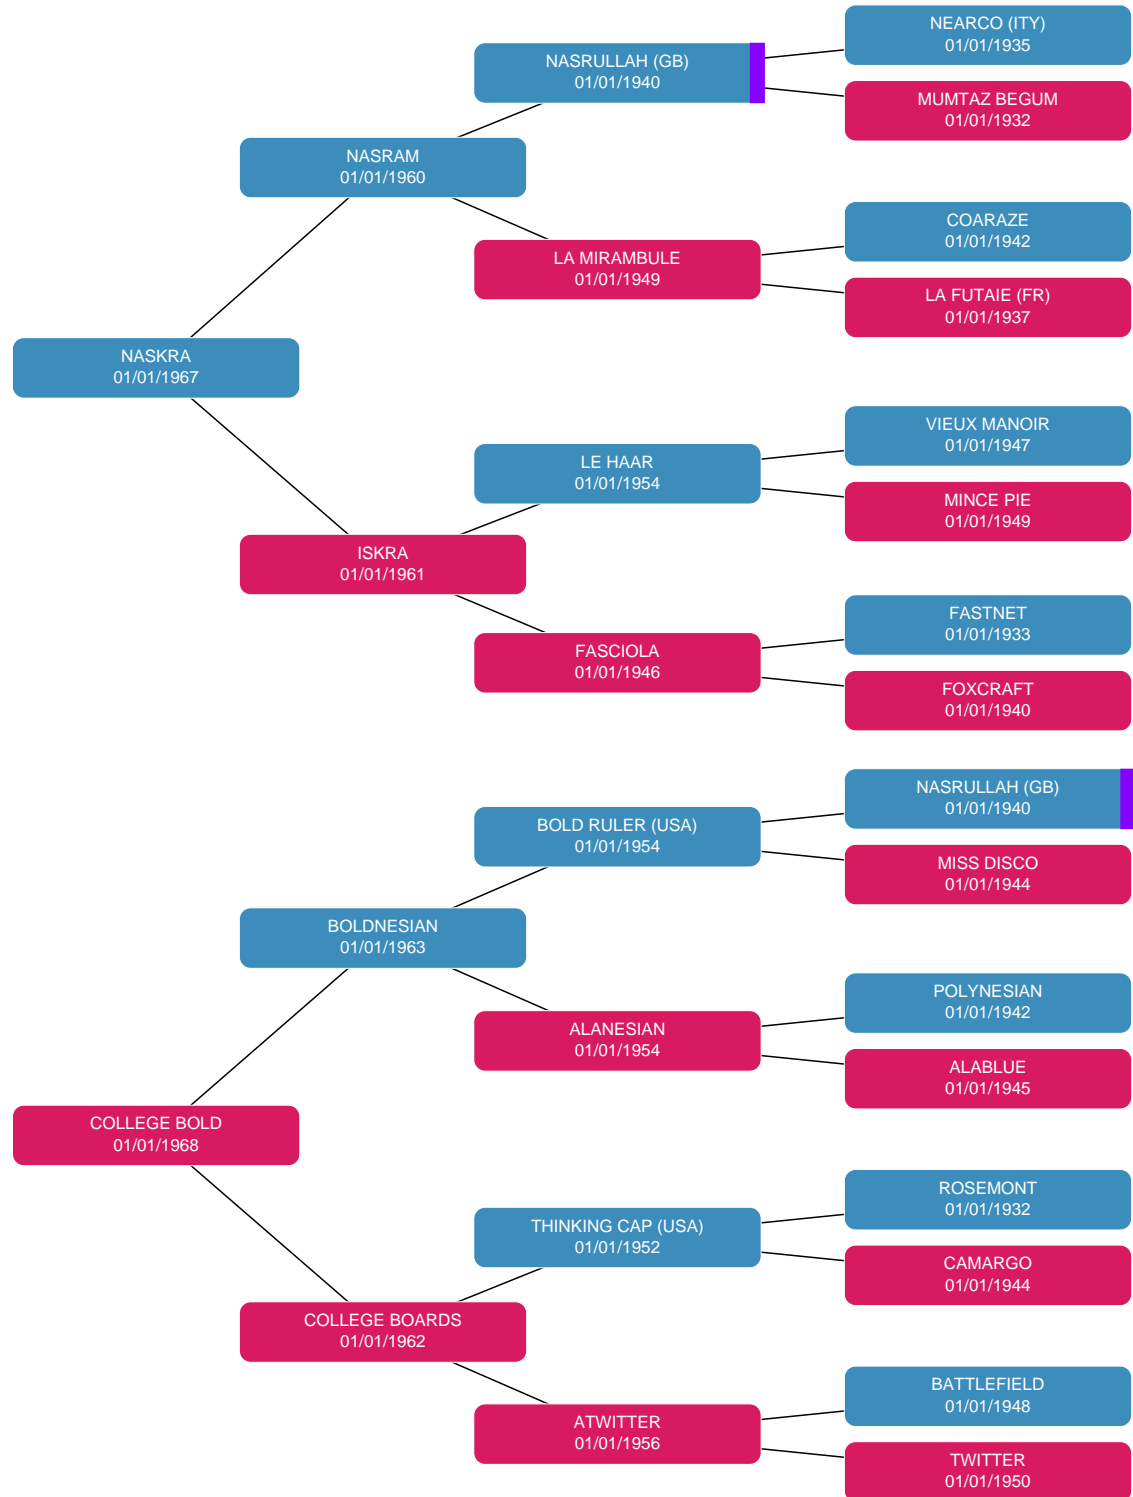 NEARCO (ITY)
01/01/1935
NASRULLAH (GB)
01/01/1940
MUMTAZ BEGUM
01/01/1932
NASRAM
01/01/1960
COARAZE
01/01/1942
LA MIRAMBULE
01/01/1949
LA FUTAIE (FR)
01/01/1937
NASKRA
01/01/1967
VIEUX MANOIR
01/01/1947
LE HAAR
01/01/1954
MINCE PIE
01/01/1949
ISKRA
01/01/1961
FASTNET
01/01/1933
FASCIOLA
01/01/1946
FOXCRAFT
01/01/1940
NASRULLAH (GB)
01/01/1940
BOLD RULER (USA)
01/01/1954
MISS DISCO
01/01/1944
BOLDNESIAN
01/01/1963
POLYNESIAN
01/01/1942
ALANESIAN
01/01/1954
ALABLUE
01/01/1945
COLLEGE BOLD
01/01/1968
ROSEMONT
01/01/1932
THINKING CAP (USA)
01/01/1952
CAMARGO
01/01/1944
COLLEGE BOARDS
01/01/1962
BATTLEFIELD
01/01/1948
ATWITTER
01/01/1956
TWITTER
01/01/1950